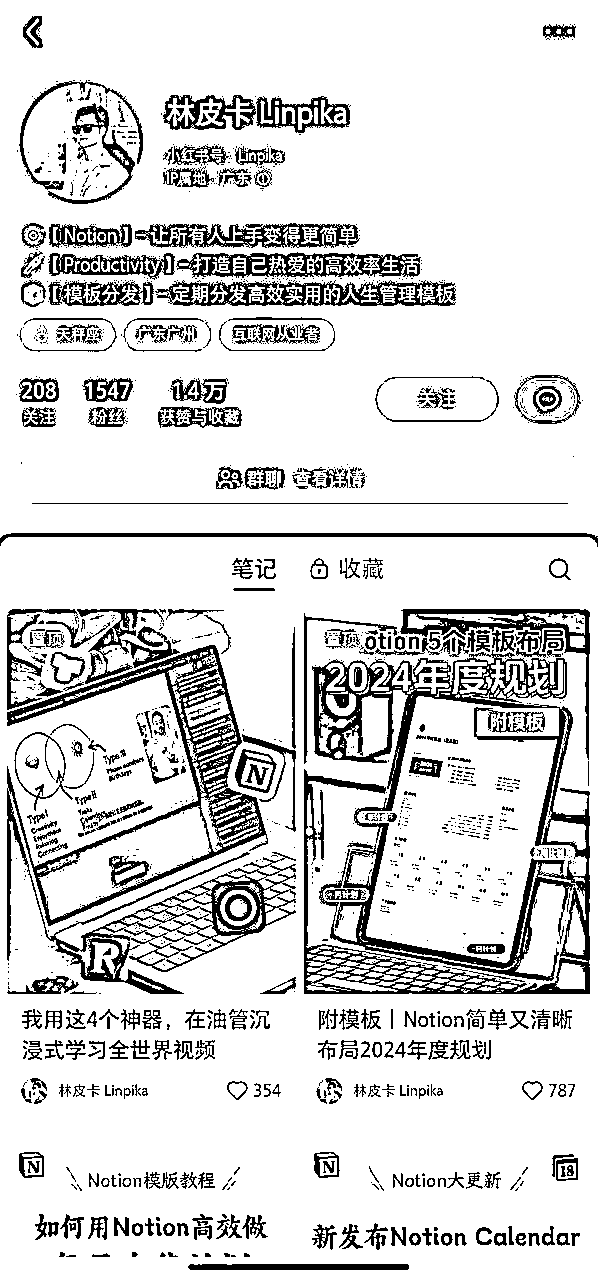 林皮卡 Linpika
小红书号：Linpika
IP属地：广东
【Notion】-让所有人上手变得更简单
【Productivity】-打造自己热爱的高效率生活
【模板分发】-定期分发高效实用的人生管理模板
天秤座 广东广州 互联网从业者
208 1547 1.4万
关注 粉丝 获赞与收藏
关注
群聊 查看详情
笔记 收藏
置顶
Type III
Type I
Type II
N
R
置顶 otion 5个模板布局
2024年度规划
附模板
我用这4个神器，在油管沉
浸式学习全世界视频
林皮卡 Linpika 354
附模板丨Notion简单又清晰
布局2024年度规划
林皮卡 Linpika 787
N
Notion模版教程
如何用Notion高效做
N
Notion大更新
18
新发布Notion Calendar